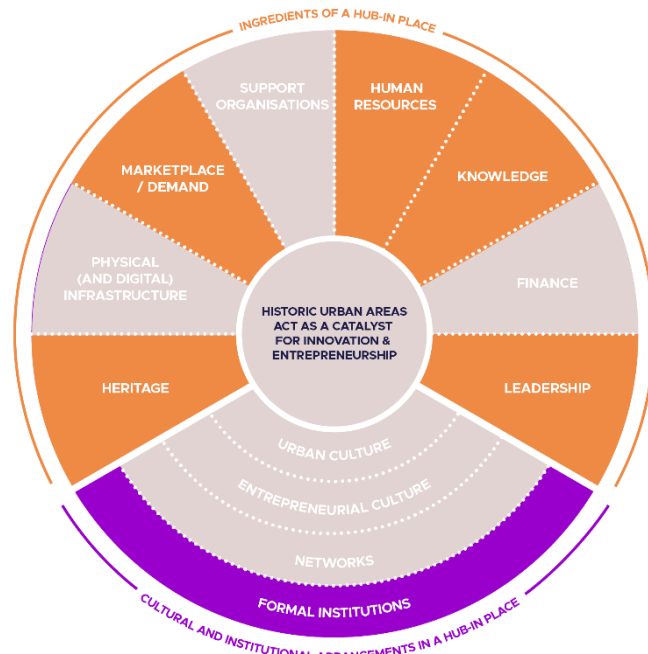 INGREDIENTS OF A HUB-IN PLACE
SUPPORT
ORGANISATIONS
HUMAN
RESOURCES
MARKETPLACE
/ DEMAND
KNOWLEDGE
PHYSICAL
(AND DIGITAL)
INFRASTRUCTURE
FINANCE
HISTORIC URBAN AREAS
ACT AS A CATALYST
FOR INNOVATION &
ENTREPRENEURSHIP
HERITAGE
LEADERSHIP
URBAN CULTURE
ENTREPRENEURIAL CULTURE
NETWORKS
FORMAL INSTITUTIONS
CULTURAL AND INSTITUTIONAL ARRANGEMENTS IN A HUB-IN PLACE